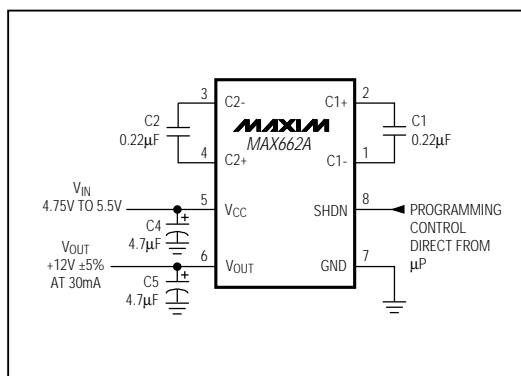 3
C2-
C2
0.22µF
4
C2+
MAXIM
MAX662A
C1+
2
C1
0.22µF
C1-
1
VIN
4.75V TO 5.5V
5
VCC
+
C4
4.7µF
VOUT
+12V ±5%
AT 30mA
6
VOUT
+
C5
4.7µF
SHDN
8
PROGRAMMING
CONTROL
DIRECT FROM
µP
GND
7